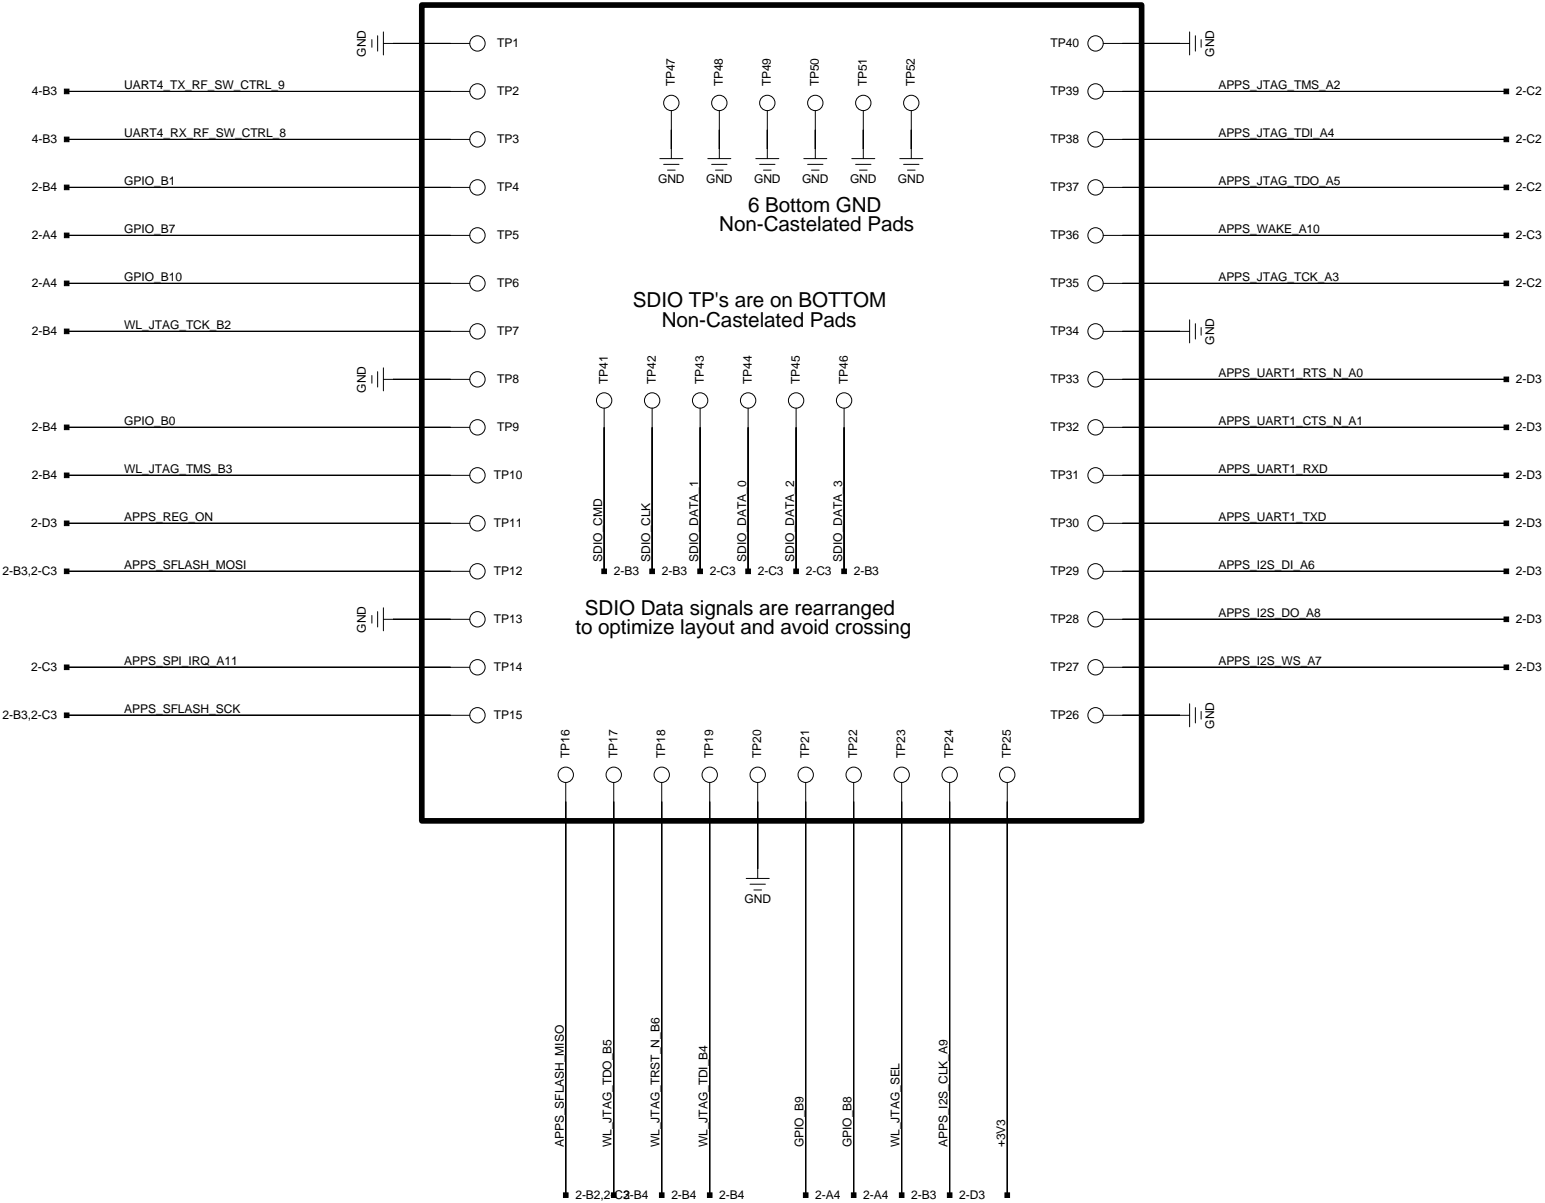 GND TP1
4-B3 UART4_TX_RF_SW_CTRL_9 TP2
4-B3 UART4_RX_RF_SW_CTRL_8 TP3
2-B4 GPIO_B1 TP4
2-A4 GPIO_B7 TP5
2-A4 GPIO_B10 TP6
2-B4 WL_JTAG_TCK_B2 TP7
GND TP8
2-B4 GPIO_B0 TP9
2-B4 WL_JTAG_TMS_B3 TP10
2-D3 APPS_REG_ON TP11
2-B3,2-C3 APPS_SFLASH_MOSI TP12
GND TP13
2-C3 APPS_SPI_IRQ_A11 TP14
2-B3,2-C3 APPS_SFLASH_SCK TP15
TP47 TP48 TP49 TP50 TP51 TP52
GND GND GND GND GND GND
6 Bottom GND
Non-Castelated Pads
SDIO TP's are on BOTTOM
Non-Castelated Pads
TP41 TP42 TP43 TP44 TP45 TP46
SDIO_CMD SDIO_CLK SDIO_DATA_1 SDIO_DATA_0 SDIO_DATA_2 SDIO_DATA_3
2-B3 2-B3 2-C3 2-C3 2-C3 2-B3
SDIO Data signals are rearranged
to optimize layout and avoid crossing
TP40 GND
TP39 APPS_JTAG_TMS_A2 2-C2
TP38 APPS_JTAG_TDI_A4 2-C2
TP37 APPS_JTAG_TDO_A5 2-C2
TP36 APPS_WAKE_A10 2-C3
TP35 APPS_JTAG_TCK_A3 2-C2
TP34 GND
TP33 APPS_UART1_RTS_N_A0 2-D3
TP32 APPS_UART1_CTS_N_A1 2-D3
TP31 APPS_UART1_RXD 2-D3
TP30 APPS_UART1_TXD 2-D3
TP29 APPS_I2S_DI_A6 2-D3
TP28 APPS_I2S_DO_A8 2-D3
TP27 APPS_I2S_WS_A7 2-D3
TP26 GND
TP16 TP17 TP18 TP19 TP20 TP21 TP22 TP23 TP24 TP25
GND
APPS_SFLASH_MISO WL_JTAG_TDO_B5 WL_JTAG_TRST_N_B6 WL_JTAG_TDI_B4 GPIO_B9 GPIO_B8 WL_JTAG_SEL APPS_I2S_CLK_A9 +3V3
2-B2,2-C3 2-B4 2-B4 2-B4 2-A4 2-A4 2-B3 2-D3